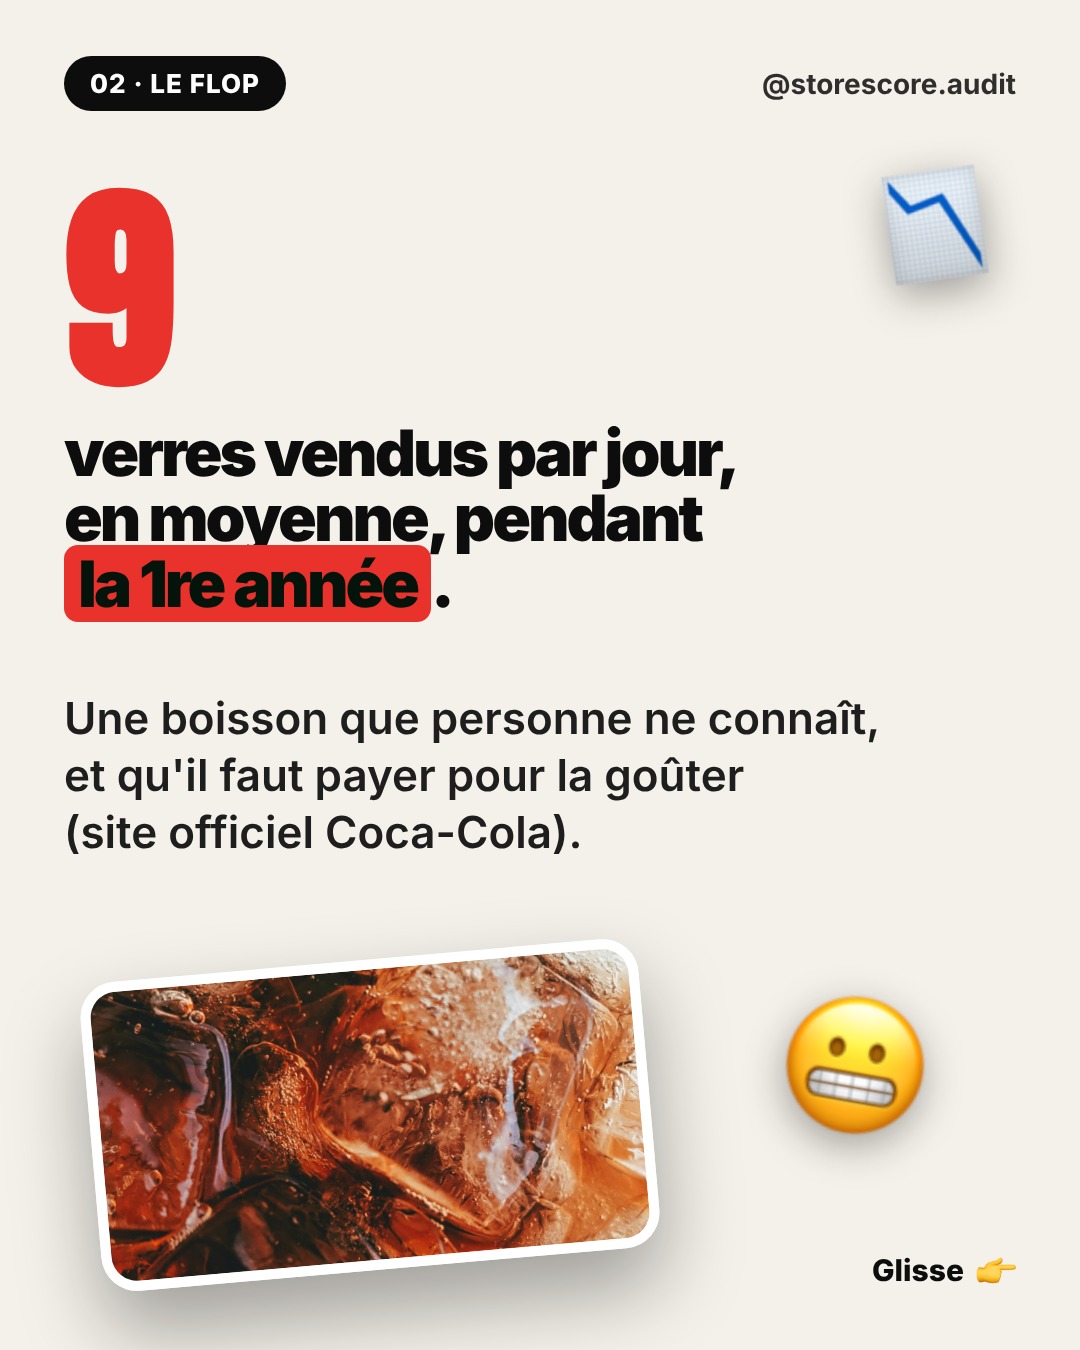 02 · LE FLOP
@storescore.audit
9
verres vendus par jour,
en moyenne, pendant
la 1re année.
Une boisson que personne ne connaît,
et qu'il faut payer pour la goûter
(site officiel Coca-Cola).
Glisse 👉